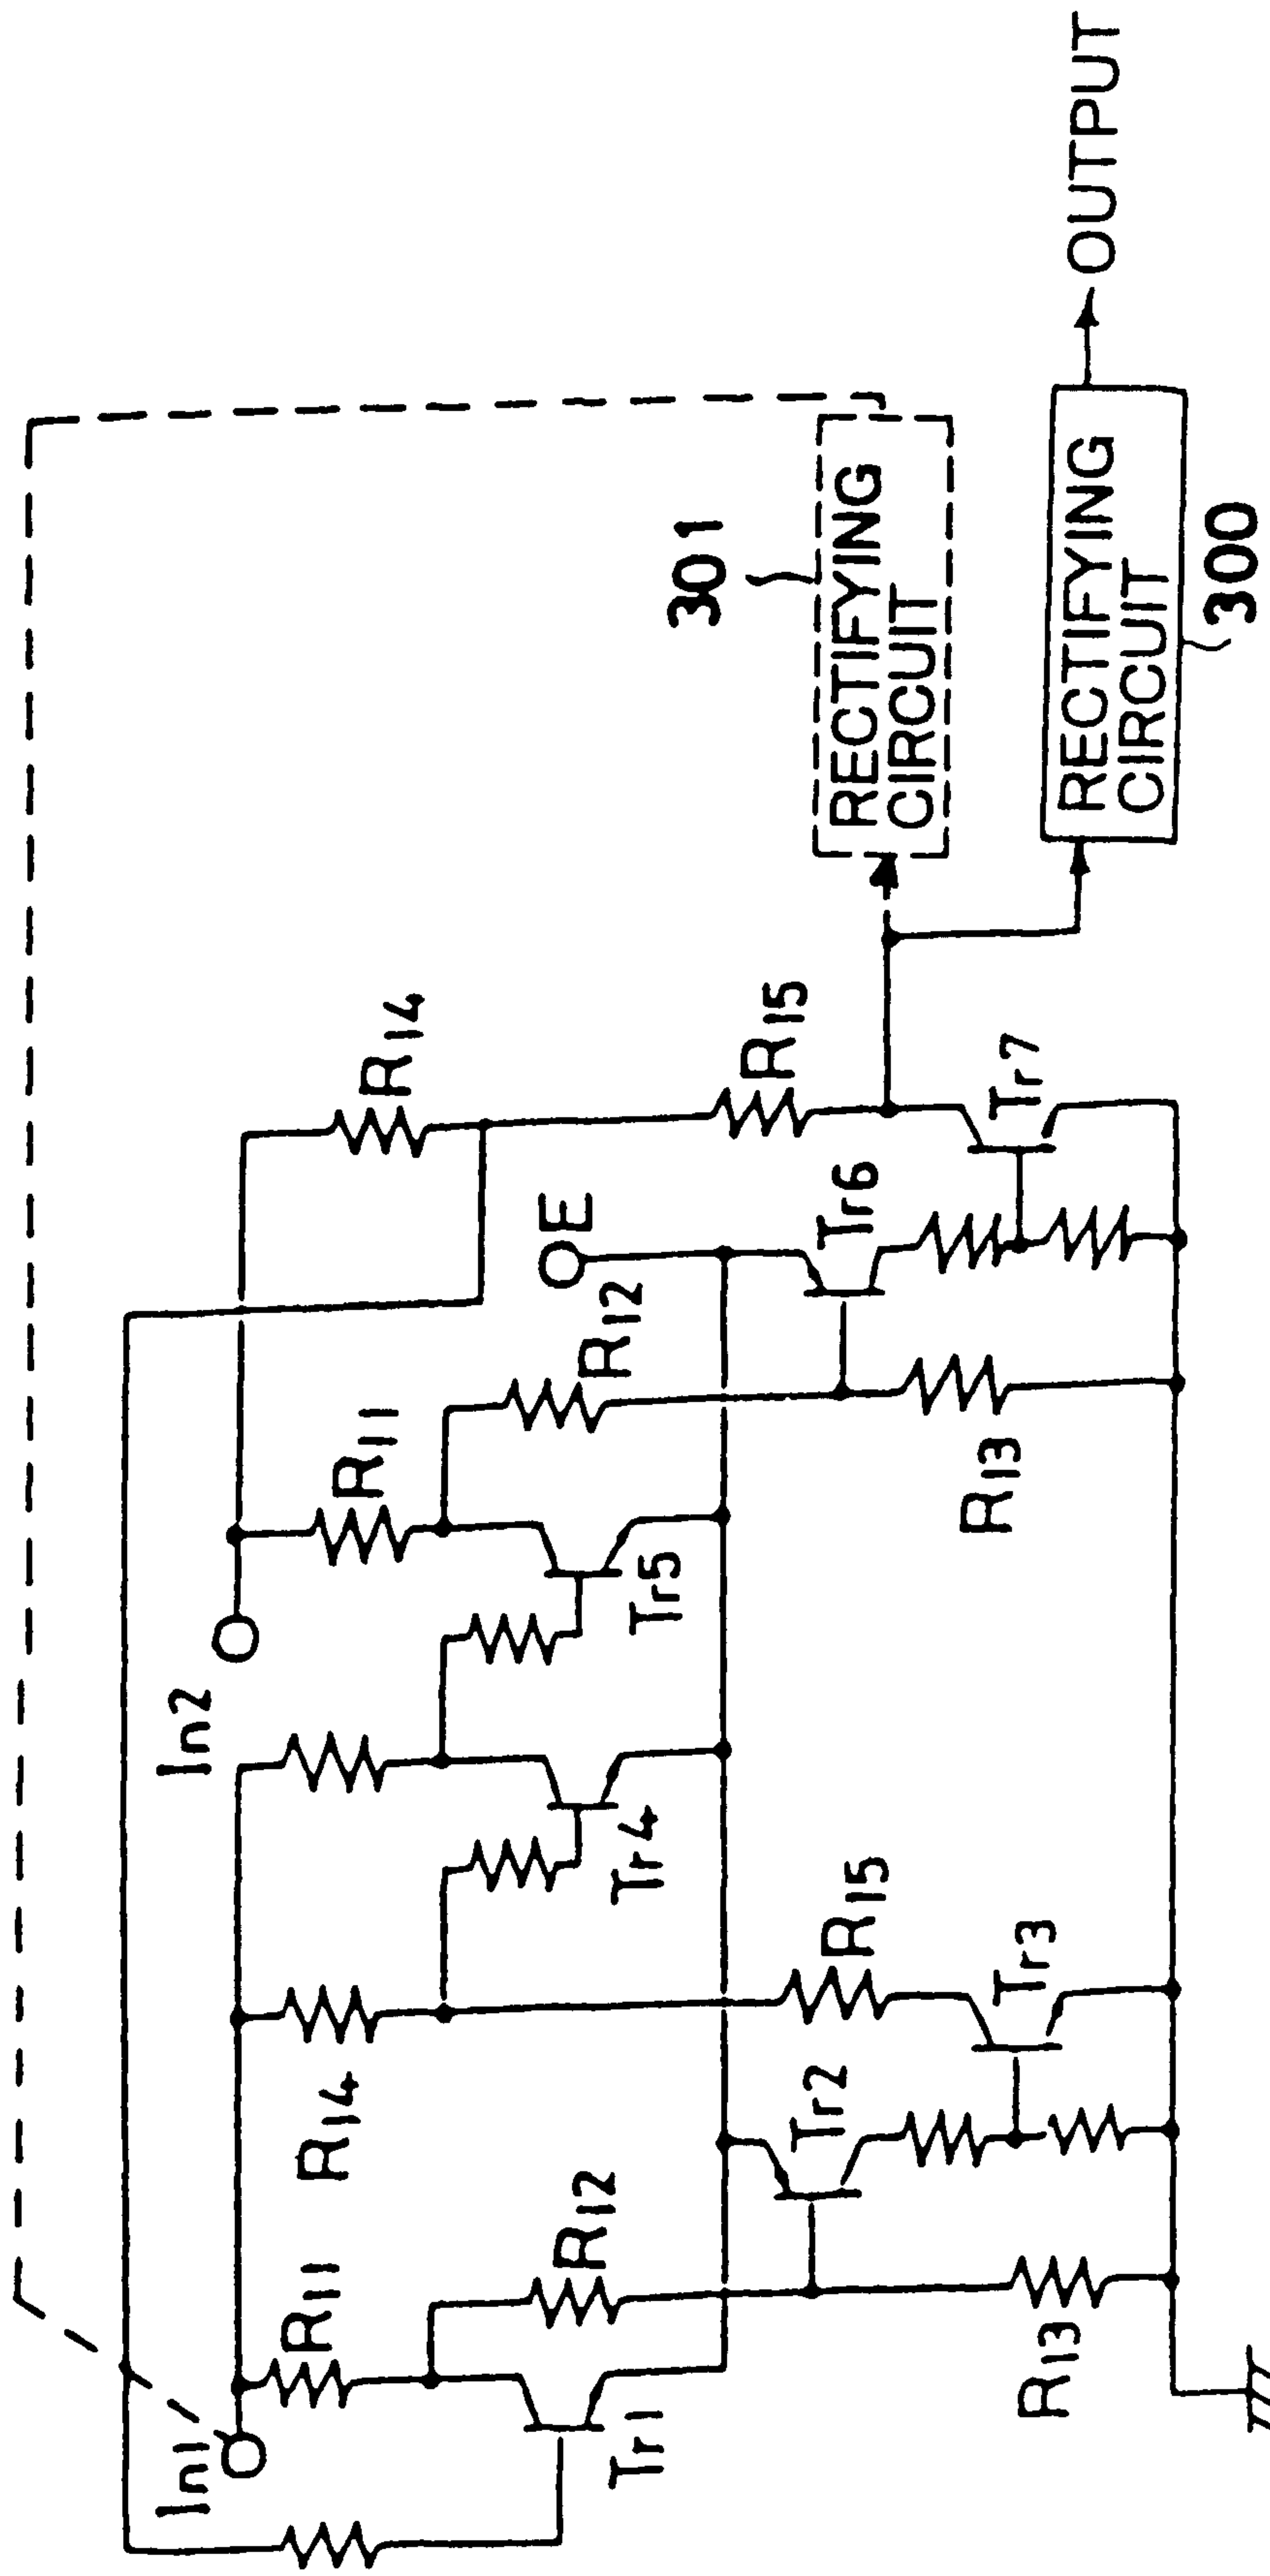 In1
In2
R11
R12
R13
R14
R15
Tr1
Tr2
Tr3
Tr4
Tr5
R11
R12
R13
R14
R15
E
Tr6
Tr7
301
RECTIFYING
CIRCUIT
RECTIFYING
CIRCUIT
300
OUTPUT